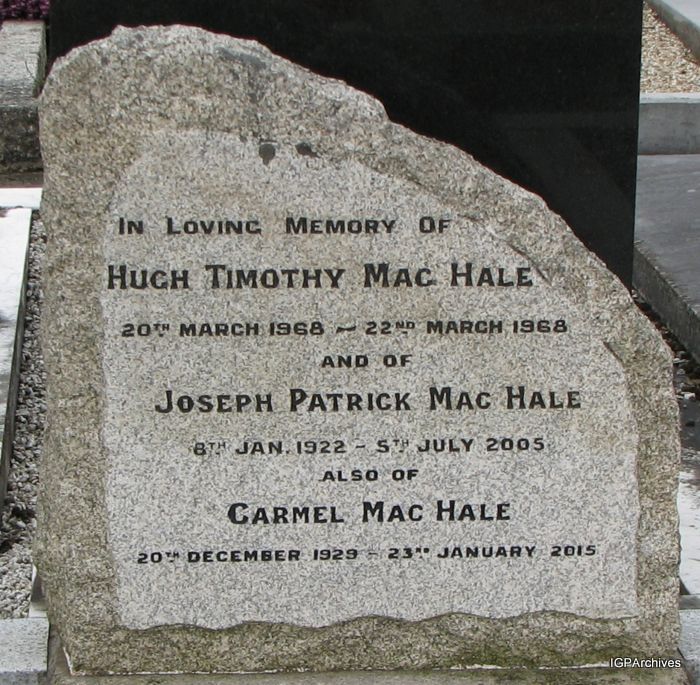 In Loving Memory Of
Hugh Timothy Mac Hale
20TH March 1968 ~ 22ND March 1968
and of
Joseph Patrick Mac Hale
8TH Jan. 1922 - 5TH July 2005
also of
Carmel Mac Hale
20TH December 1929 - 23RD January 2015
IGPArchives